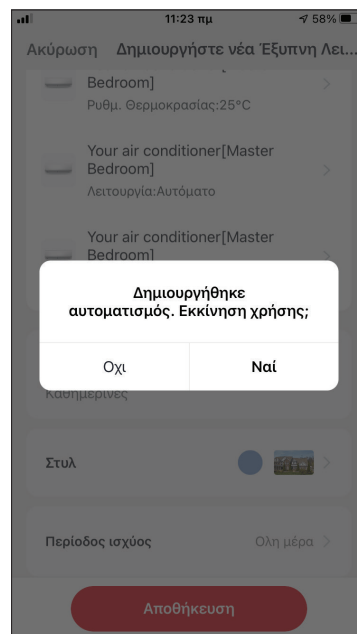 11:23 πμ
58%
Ακύρωση Δημιουργήστε νέα Έξυπνη Λει...
Bedroom]
Ρυθμ. Θερμοκρασίας:25°C
Your air conditioner[Master
Bedroom]
Λειτουργία:Αυτόματο
Your air conditioner[Master
Bedroom]
Δημιουργήθηκε
αυτοματισμός. Εκκίνηση χρήσης;
Οχι
Ναί
Καθημερινές
Στυλ
Περίοδος ισχύος
Ολη μέρα
Αποθήκευση